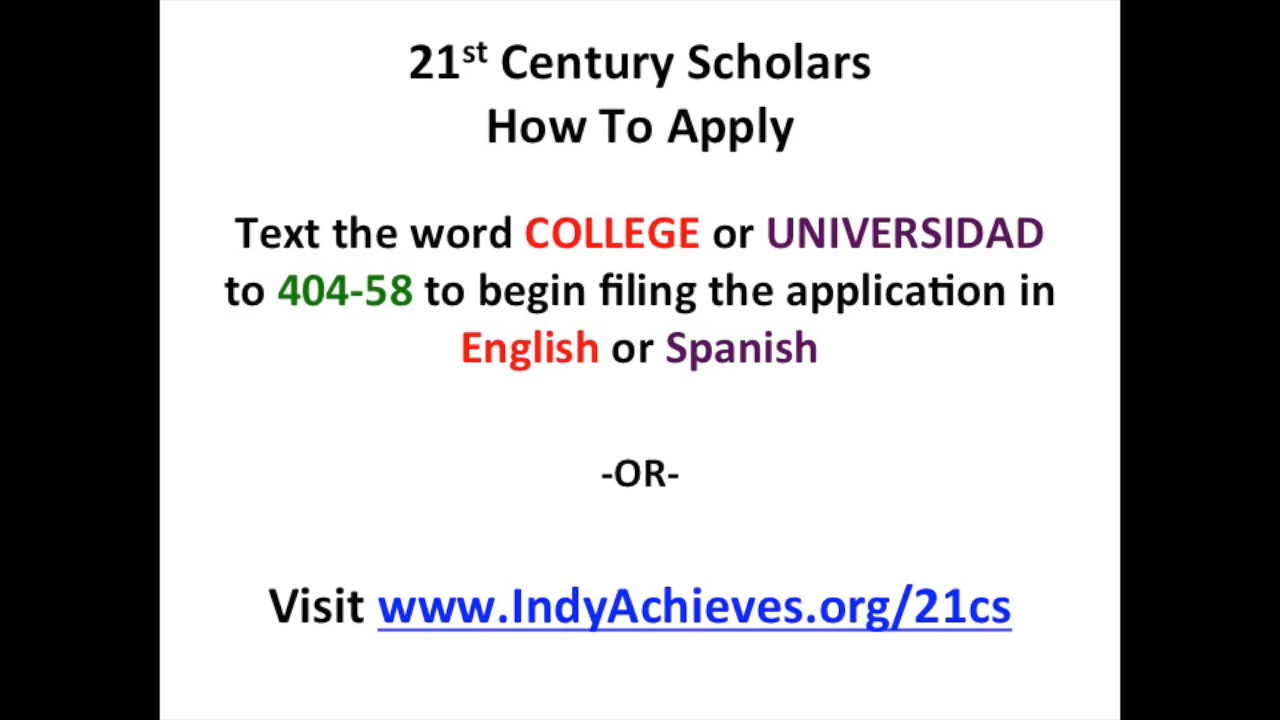 21st Century Scholars
How To Apply
Text the word COLLEGE or UNIVERSIDAD
to 404-58 to begin filing the application in
English or Spanish
-OR-
Visit www.IndyAchieves.org/21cs